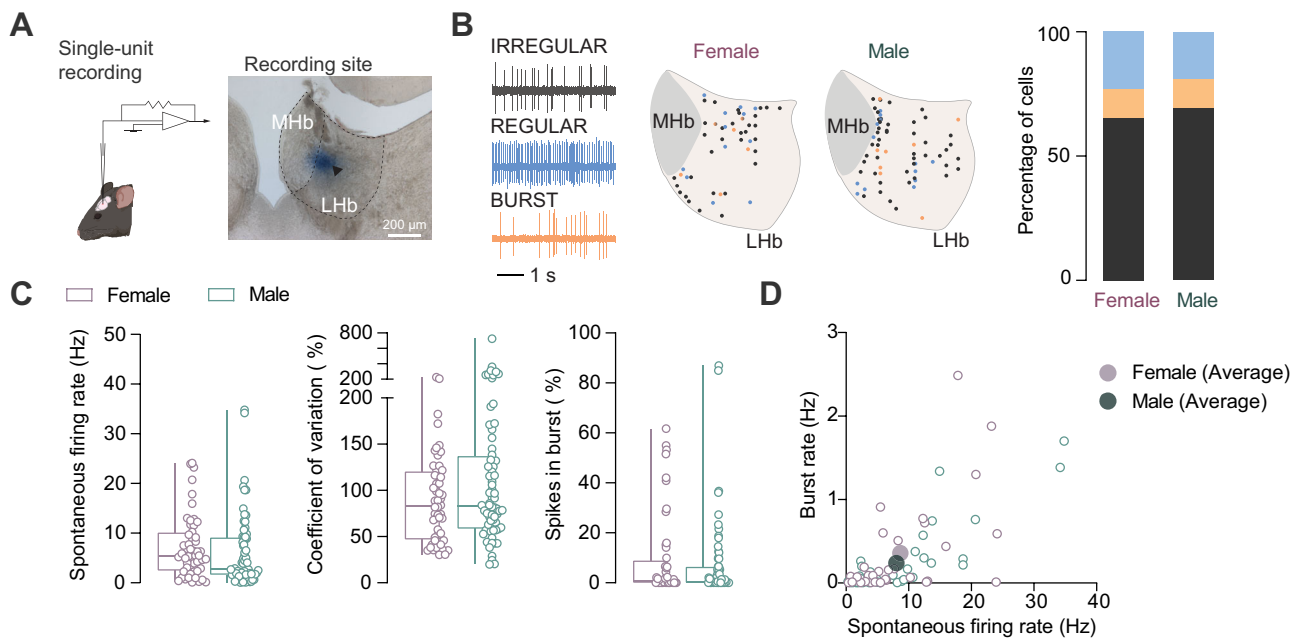 A
Single-unit
recording
Recording site
MHb
LHb
200 µm
B
IRREGULAR
REGULAR
BURST
1 s
Female
MHb
LHb
Male
MHb
LHb
Percentage of cells
100
50
0
Female
Male
C
Female
Male
Spontaneous firing rate (Hz)
50
40
30
20
10
0
Coefficient of variation ( %)
800
200
200
150
100
50
0
Spikes in burst ( %)
100
80
60
40
20
0
D
Burst rate (Hz)
3
2
1
0
0
10
20
30
40
Spontaneous firing rate (Hz)
Female (Average)
Male (Average)